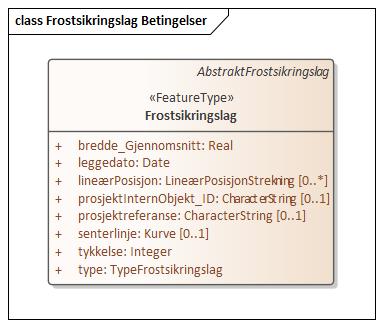 class Frostsikringslag Betingelser
AbstraktFrostsikringslag
«FeatureType»
Frostsikringslag
+ bredde_Gjennomsnitt: Real
+ leggedato: Date
+ lineærPosisjon: LineærPosisjonStrekning [0..*]
+ prosjektInternObjekt_ID: CharacterString [0..1]
+ prosjektreferanse: CharacterString [0..1]
+ senterlinje: Kurve [0..1]
+ tykkelse: Integer
+ type: TypeFrostsikringslag